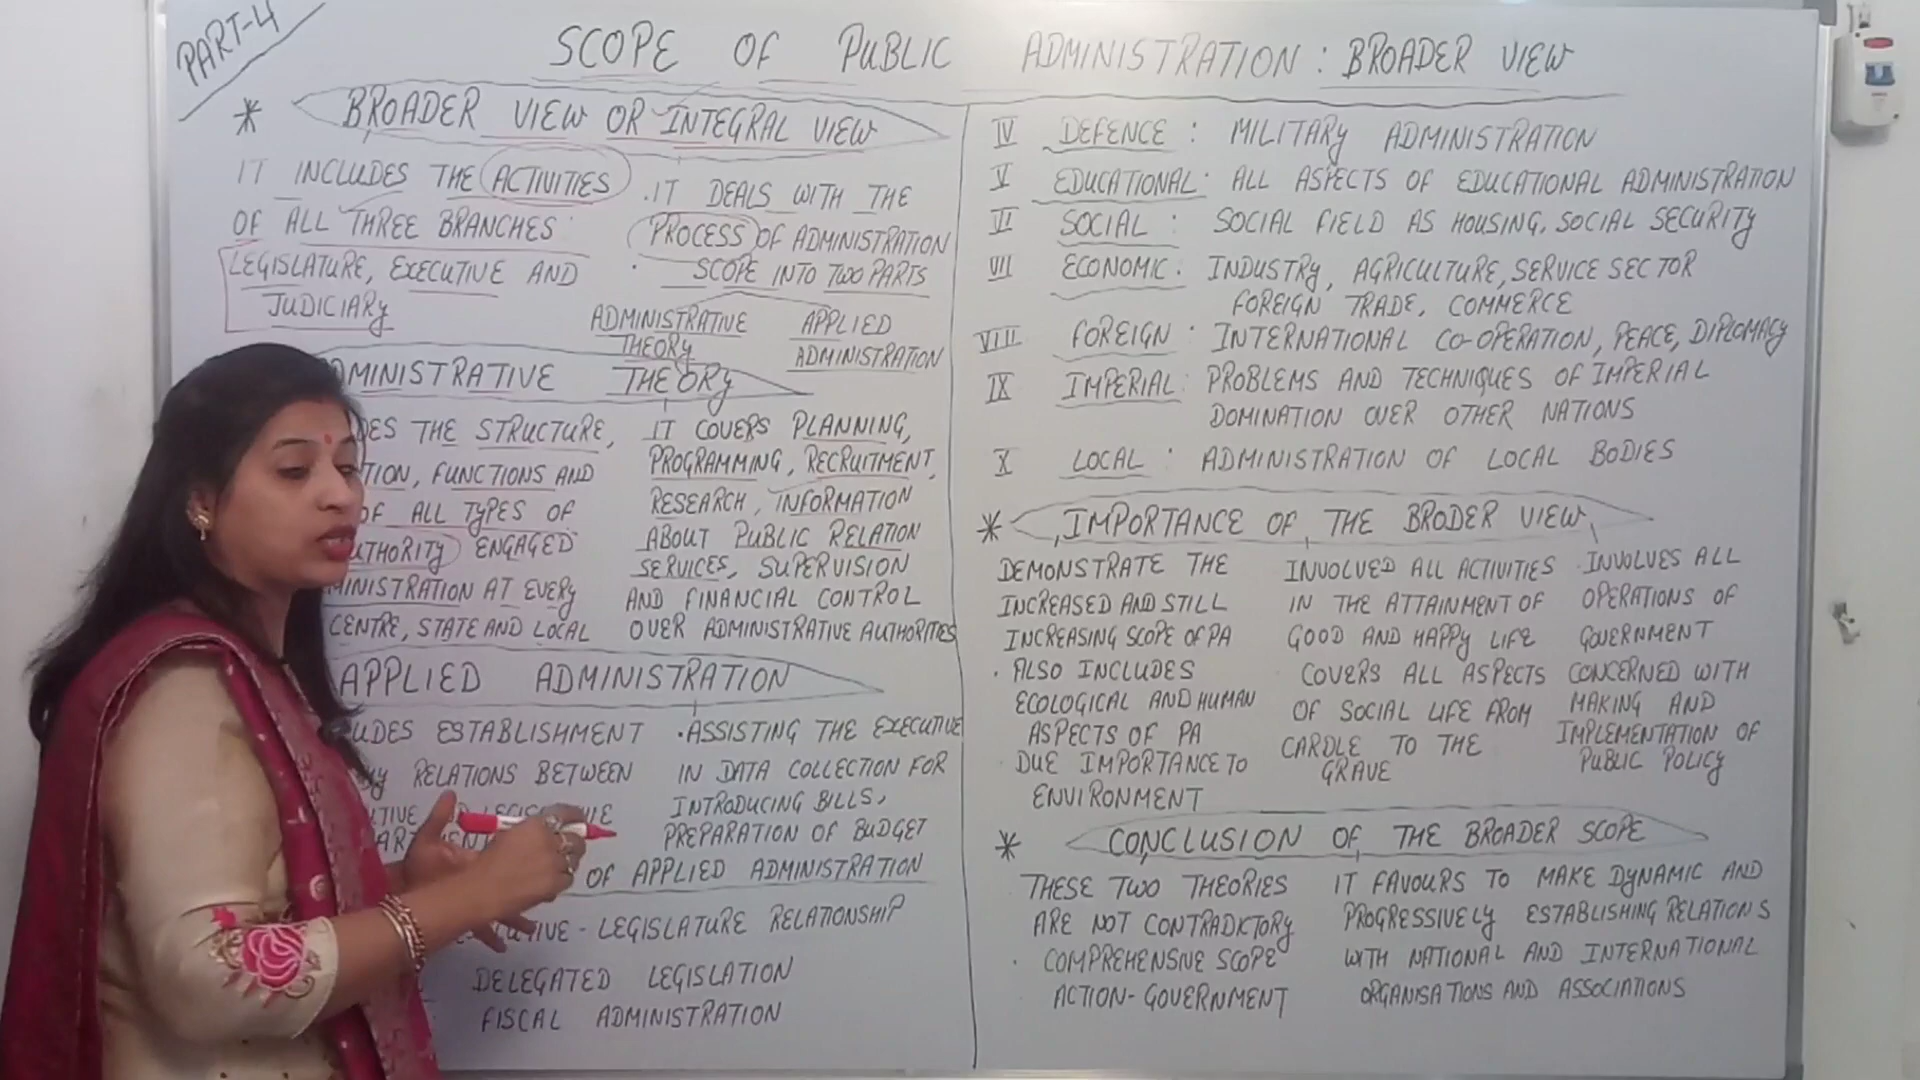 PART-4
SCOPE OF PUBLIC ADMINISTRATION : BROADER VIEW
* BROADER VIEW OR INTEGRAL VIEW
IT INCLUDES THE ACTIVITIES
OF ALL THREE BRANCHES
LEGISLATURE, EXECUTIVE AND
JUDICIARY
. IT DEALS WITH THE
PROCESS OF ADMINISTRATION
. SCOPE INTO TWO PARTS
ADMINISTRATIVE
THEORY
APPLIED
ADMINISTRATION
MINISTRATIVE THEORY
DES THE STRUCTURE,
TION, FUNCTIONS AND
OF ALL TYPES OF
UTHORITY ENGAGED
MINISTRATION AT EVERY
CENTRE, STATE AND LOCAL
IT COVERS PLANNING,
PROGRAMMING, RECRUITMENT,
RESEARCH, INFORMATION
ABOUT PUBLIC RELATION
SERVICES, SUPERVISION
AND FINANCIAL CONTROL
OVER ADMINISTRATIVE AUTHORITIES
APPLIED ADMINISTRATION
UDES ESTABLISHMENT
RELATIONS BETWEEN
. ASSISTING THE EXECUTIVE
IN DATA COLLECTION FOR
INTRODUCING BILLS,
PREPARATION OF BUDGET
OF APPLIED ADMINISTRATION
TIVE - LEGISLATURE RELATIONSHIP
DELEGATED LEGISLATION
FISCAL ADMINISTRATION
IV DEFENCE : MILITARY ADMINISTRATION
V EDUCATIONAL : ALL ASPECTS OF EDUCATIONAL ADMINISTRATION
VI SOCIAL : SOCIAL FIELD AS HOUSING, SOCIAL SECURITY
VII ECONOMIC : INDUSTRY, AGRICULTURE, SERVICE SECTOR
FOREIGN TRADE, COMMERCE
VIII FOREIGN : INTERNATIONAL CO-OPERATION, PEACE, DIPLOMACY
IX IMPERIAL : PROBLEMS AND TECHNIQUES OF IMPERIAL
DOMINATION OVER OTHER NATIONS
X LOCAL : ADMINISTRATION OF LOCAL BODIES
* IMPORTANCE OF THE BRODER VIEW
DEMONSTRATE THE
INCREASED AND STILL
INCREASING SCOPE OF PA
. ALSO INCLUDES
ECOLOGICAL AND HUMAN
ASPECTS OF PA
DUE IMPORTANCE TO
ENVIRONMENT
INVOLVED ALL ACTIVITIES
IN THE ATTAINMENT OF
GOOD AND HAPPY LIFE
COVERS ALL ASPECTS
OF SOCIAL LIFE FROM
CARDLE TO THE
GRAVE
. INVOLVES ALL
OPERATIONS OF
GOVERNMENT
CONCERNED WITH
MAKING AND
IMPLEMENTATION OF
PUBLIC POLICY
* CONCLUSION OF THE BROADER SCOPE
THESE TWO THEORIES
ARE NOT CONTRADICTORY
. COMPREHENSIVE SCOPE
ACTION - GOVERNMENT
IT FAVOURS TO MAKE DYNAMIC AND
PROGRESSIVELY ESTABLISHING RELATIONS
WITH NATIONAL AND INTERNATIONAL
ORGANISATIONS AND ASSOCIATIONS